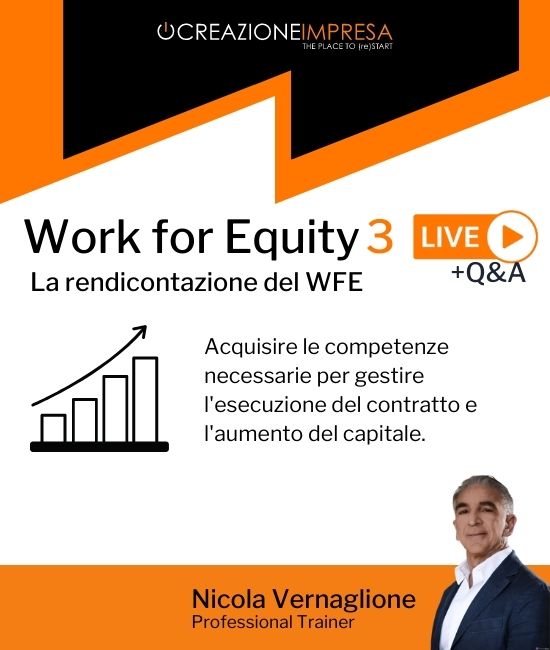 CREAZIONEIMPRESA
THE PLACE TO (re)START
Work for Equity 3
LIVE
+Q&A
La rendicontazione del WFE
Acquisire le competenze
necessarie per gestire
l'esecuzione del contratto e
l'aumento del capitale.
Nicola Vernaglione
Professional Trainer